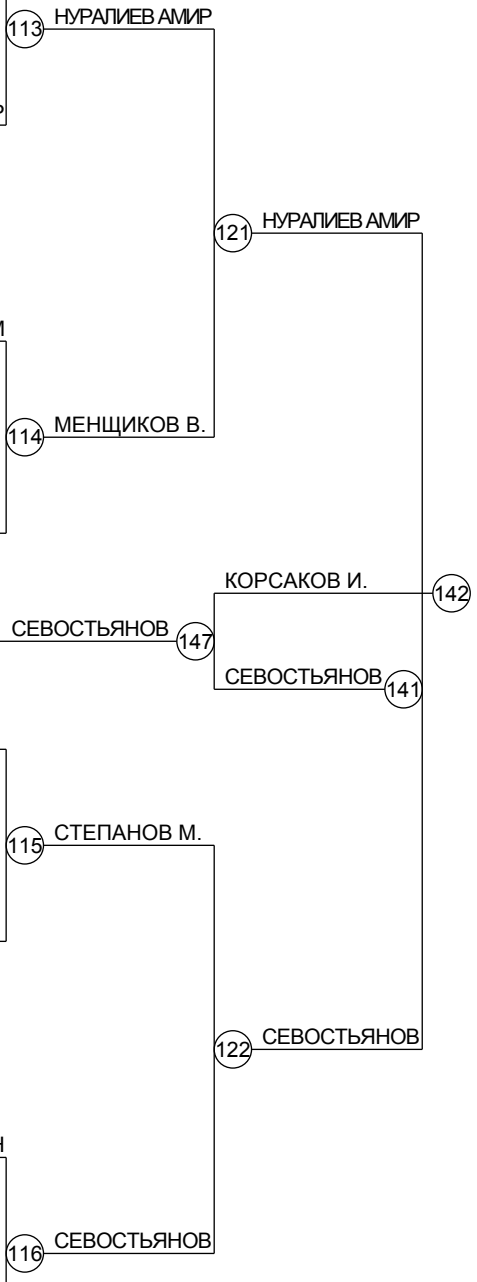 113 НУРАЛИЕВ АМИР
Р
121 НУРАЛИЕВ АМИР
114 МЕНЩИКОВ В.
КОРСАКОВ И.
142
СЕВОСТЬЯНОВ 147
СЕВОСТЬЯНОВ 141
115 СТЕПАНОВ М.
122 СЕВОСТЬЯНОВ
116 СЕВОСТЬЯНОВ